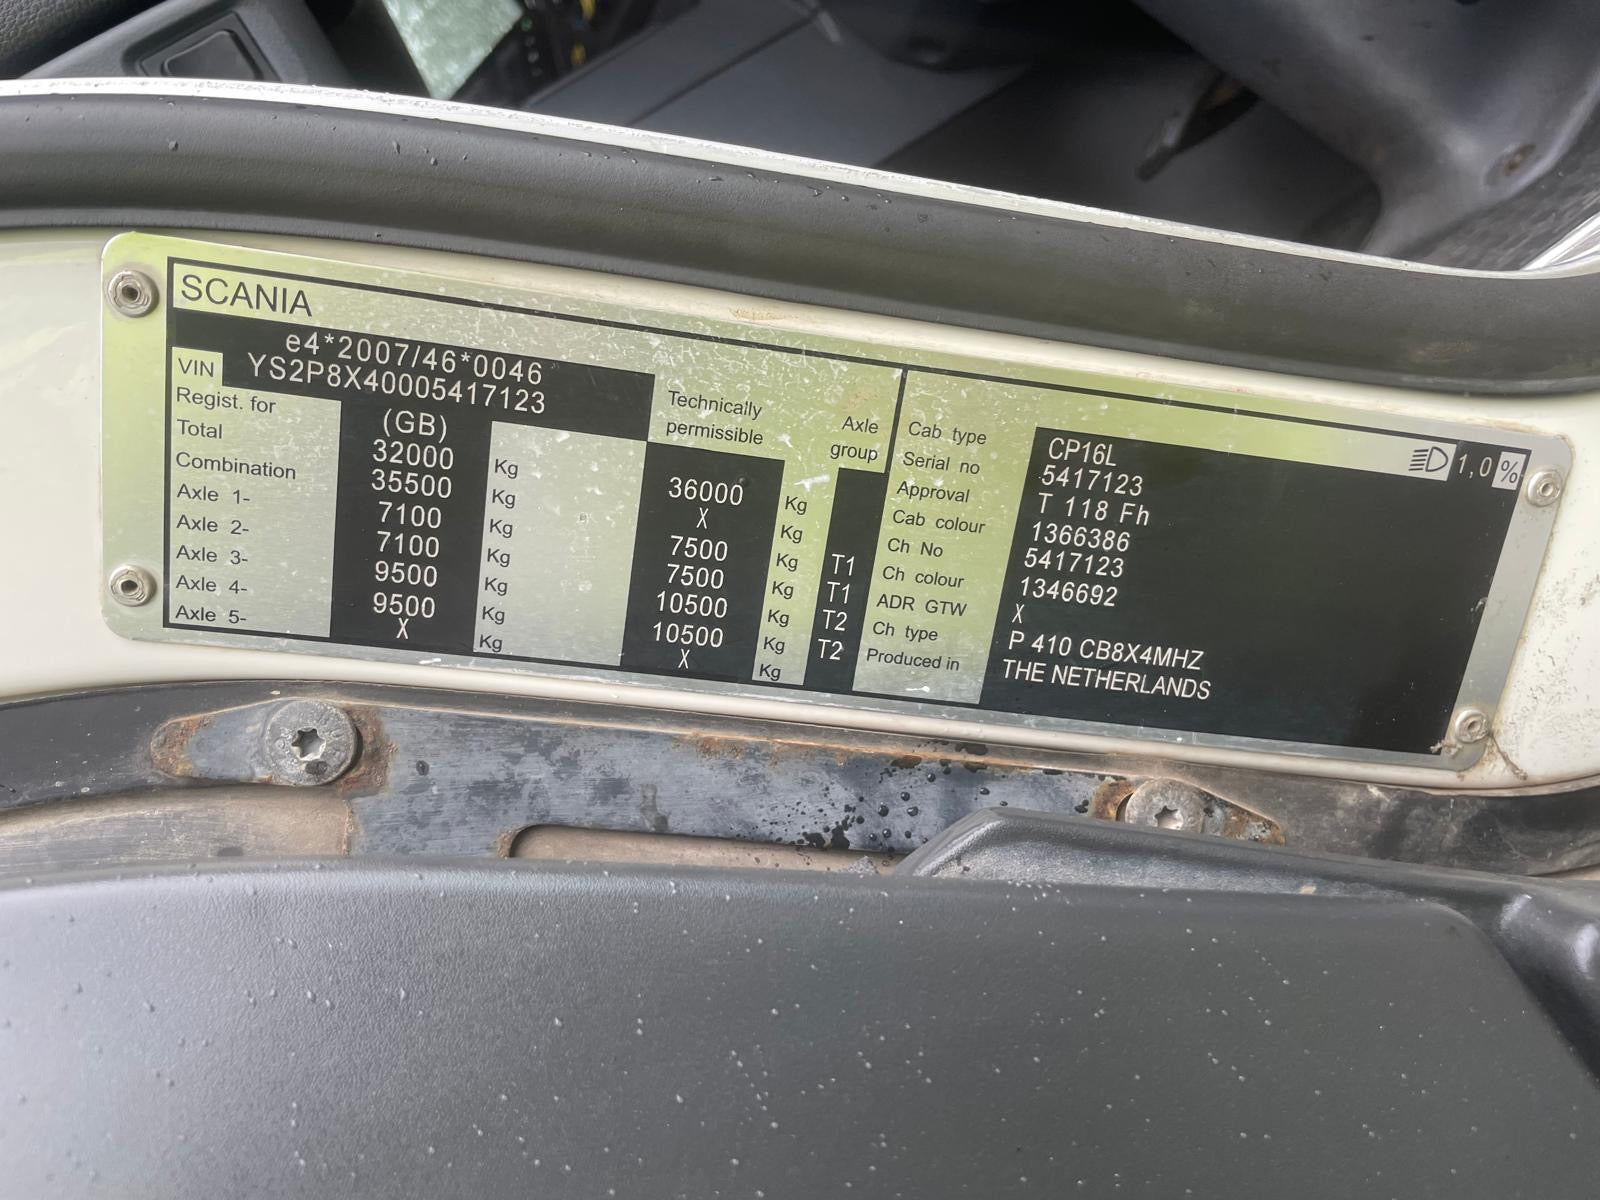 SCANIA
e4*2007/46*0046
VIN YS2P8X40005417123
Technically permissible
Axle group
Regist. for (GB)
Total 32000 Kg 36000 Kg
Combination 35500 Kg X Kg
Axle 1- 7100 Kg 7500 Kg T1
Axle 2- 7100 Kg 7500 Kg T1
Axle 3- 9500 Kg 10500 Kg T2
Axle 4- 9500 Kg 10500 Kg T2
Axle 5- X Kg X Kg
1,0 %
Cab type CP16L
Serial no 5417123
Approval T 118 Fh
Cab colour 1366386
Ch No 5417123
Ch colour 1346692
ADR GTW X
Ch type P 410 CB8X4MHZ
Produced in THE NETHERLANDS